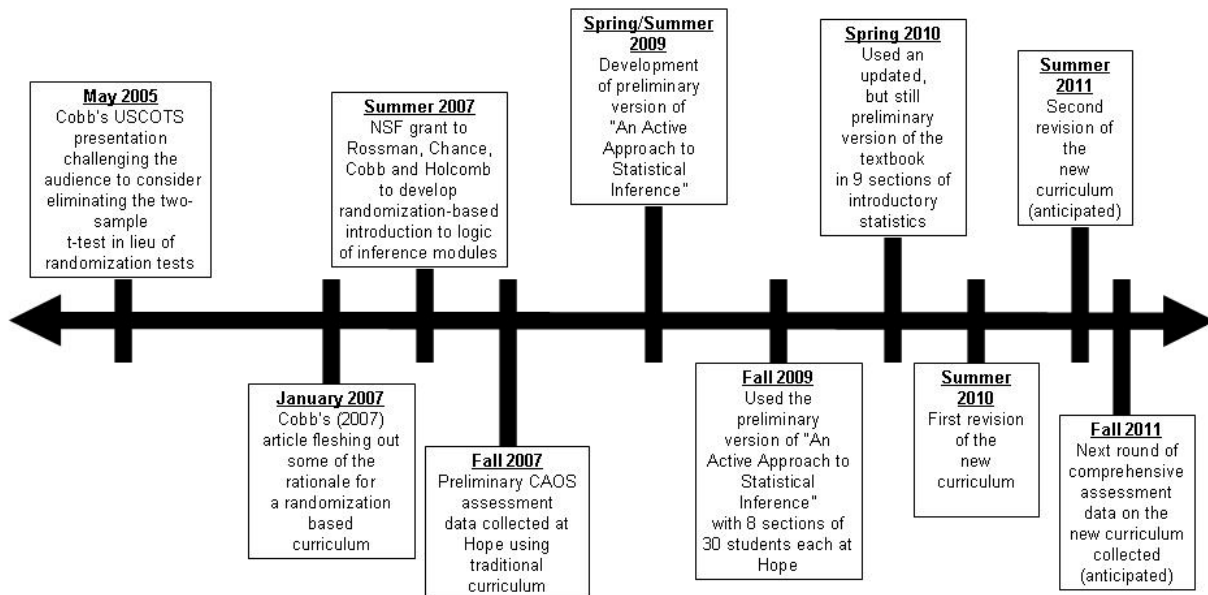 May 2005
Cobb's USCOTS
presentation
challenging the
audience to consider
eliminating the two-
sample
t-test in lieu of
randomization tests
January 2007
Cobb's (2007)
article fleshing out
some of the
rationale for
a randomization
based
curriculum
Summer 2007
NSF grant to
Rossman, Chance,
Cobb and Holcomb
to develop
randomization-based
introduction to logic
of inference modules
Fall 2007
Preliminary CAOS
assessment
data collected at
Hope using
traditional
curriculum
Spring/Summer
2009
Development
of preliminary
version of
"An Active
Approach to
Statistical
Inference"
Fall 2009
Used the
preliminary
version of "An
Active Approach to
Statistical
Inference"
with 8 sections of
30 students each at
Hope
Spring 2010
Used an
updated,
but still
preliminary
version of the
textbook
in 9 sections of
introductory
statistics
Summer
2010
First revision
of the
new
curriculum
Summer
2011
Second
revision of
the
new
curriculum
(anticipated)
Fall 2011
Next round of
comprehensive
assessment
data on the
new curriculum
collected
(anticipated)